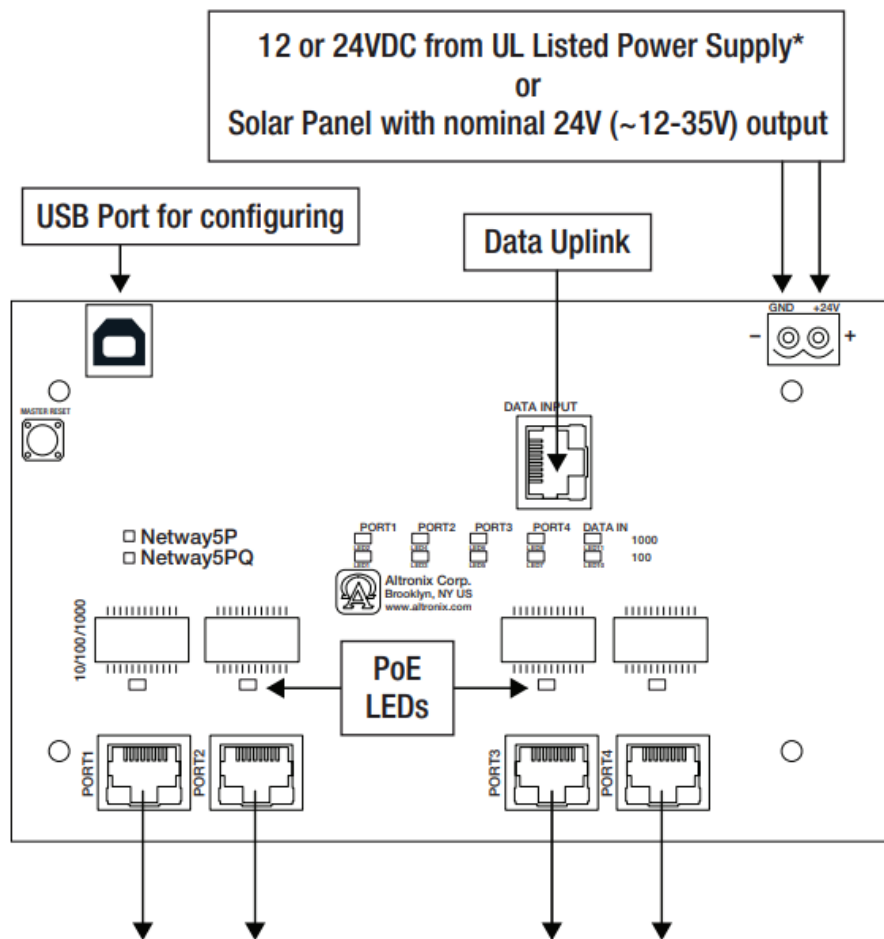 12 or 24VDC from UL Listed Power Supply*
or
Solar Panel with nominal 24V (~12-35V) output
USB Port for configuring
Data Uplink
GND +24V
– +
MASTER RESET
DATA INPUT
Netway5P
Netway5PQ
PORT1 PORT2 PORT3 PORT4 DATA IN
1000
100
Altronix Corp.
Brooklyn, NY US
www.altronix.com
10/100/1000
PoE
LEDs
PORT1
PORT2
PORT3
PORT4